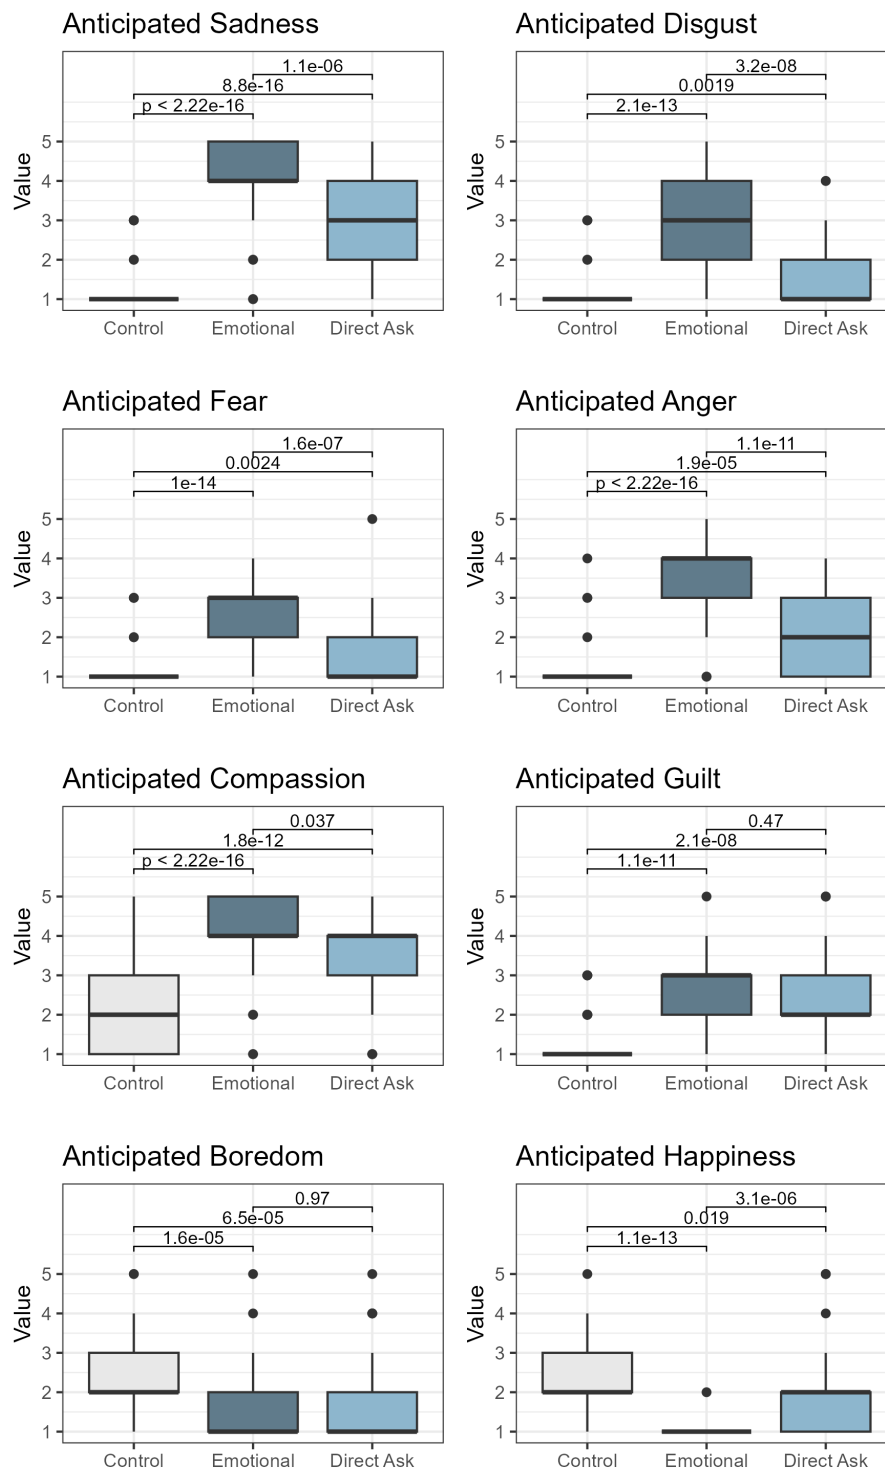 Anticipated Sadness
1.1e-06
8.8e-16
p < 2.22e-16
5
4
3
2
1
Value
Control Emotional Direct Ask
Anticipated Disgust
3.2e-08
0.0019
2.1e-13
5
4
3
2
1
Value
Control Emotional Direct Ask
Anticipated Fear
1.6e-07
0.0024
1e-14
5
4
3
2
1
Value
Control Emotional Direct Ask
Anticipated Anger
1.1e-11
1.9e-05
p < 2.22e-16
5
4
3
2
1
Value
Control Emotional Direct Ask
Anticipated Compassion
0.037
1.8e-12
p < 2.22e-16
5
4
3
2
1
Value
Control Emotional Direct Ask
Anticipated Guilt
0.47
2.1e-08
1.1e-11
5
4
3
2
1
Value
Control Emotional Direct Ask
Anticipated Boredom
0.97
6.5e-05
1.6e-05
5
4
3
2
1
Value
Control Emotional Direct Ask
Anticipated Happiness
3.1e-06
0.019
1.1e-13
5
4
3
2
1
Value
Control Emotional Direct Ask